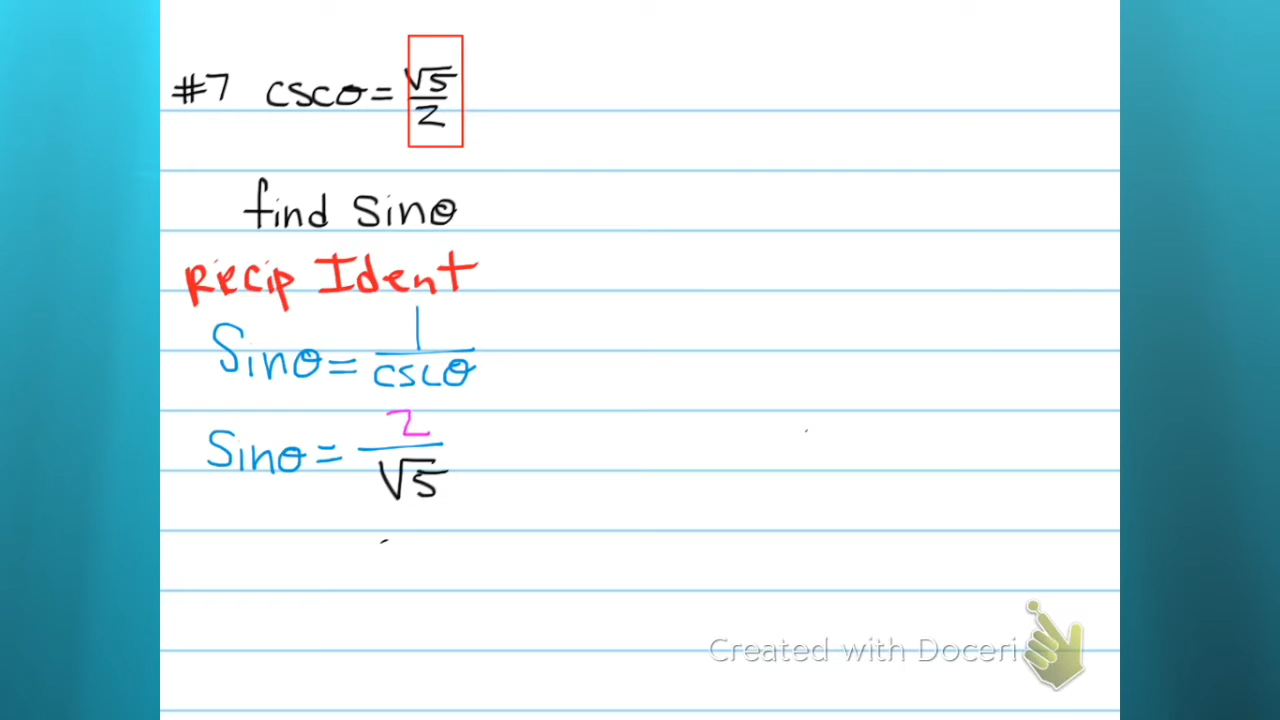 #7 cscθ = √5/2
find sinθ
Recip Ident
Sinθ = 1/cscθ
Sinθ = 2/√5
Created with Doceri